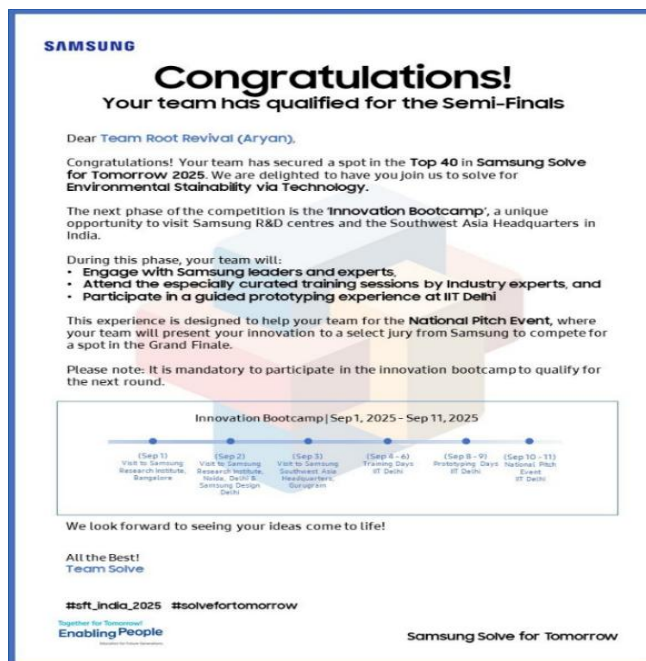 SAMSUNG
Congratulations!
Your team has qualified for the Semi-Finals
Dear Team Root Revival (Aryan),
Congratulations! Your team has secured a spot in the Top 40 in Samsung Solve
for Tomorrow 2025. We are delighted to have you join us to solve for
Environmental Stainability via Technology.
The next phase of the competition is the 'Innovation Bootcamp', a unique
opportunity to visit Samsung R&D centres and the Southwest Asia Headquarters in
India.
During this phase, your team will:
• Engage with Samsung leaders and experts,
• Attend the especially curated training sessions by Industry experts, and
• Participate in a guided prototyping experience at IIT Delhi
This experience is designed to help your team for the National Pitch Event, where
your team will present your innovation to a select jury from Samsung to compete for
a spot in the Grand Finale.
Please note: It is mandatory to participate in the innovation bootcamp to qualify for
the next round.
Innovation Bootcamp | Sep 1, 2025 - Sep 11, 2025
(Sep 1)
Visit to Samsung
Research Institute,
Bangalore
(Sep 2)
Visit to Samsung
Research Institute,
Noida, Delhi &
Samsung Design
Delhi
(Sep 3)
Visit to Samsung
Southwest Asia
Headquarters,
Gurugram
(Sep 4 - 6)
Training Days
IIT Delhi
(Sep 8 - 9)
Prototyping Days
IIT Delhi
(Sep 10 - 11)
National Pitch
Event
IIT Delhi
We look forward to seeing your ideas come to life!
All the Best!
Team Solve
#sft_india_2025 #solvefortomorrow
Together for Tomorrow!
Enabling People
Education for Future Generations
Samsung Solve for Tomorrow